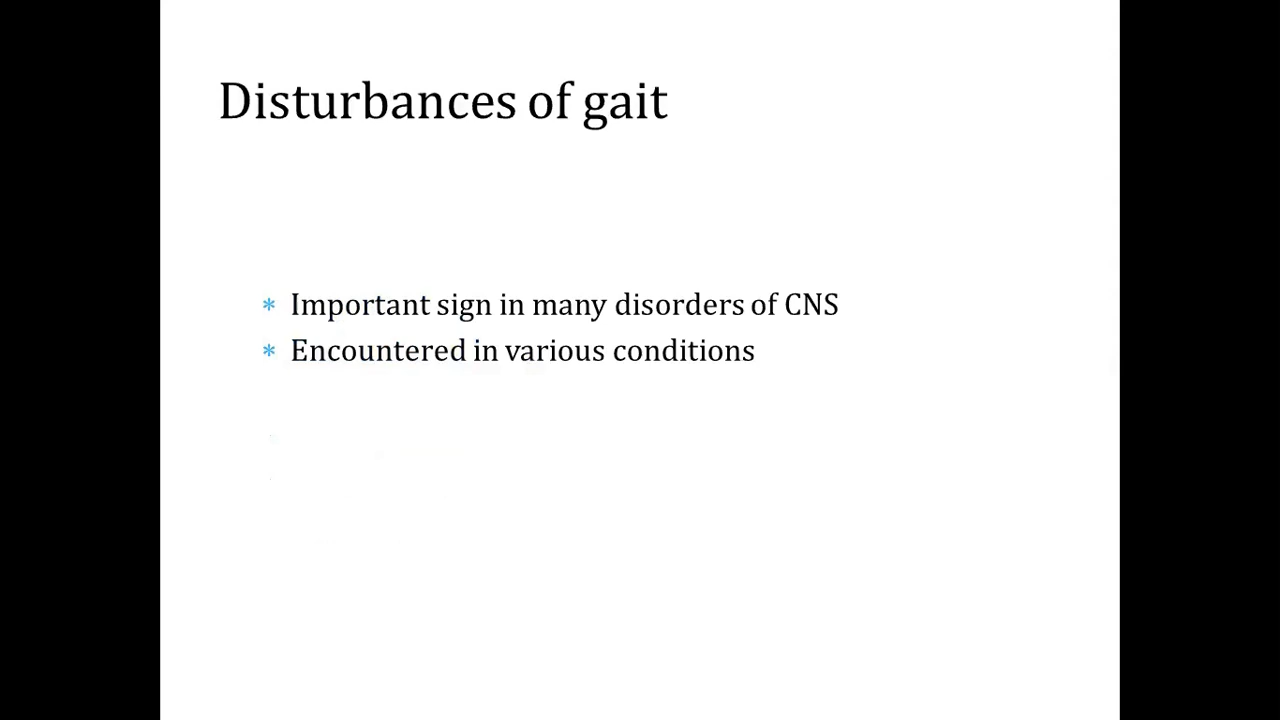 Disturbances of gait
* Important sign in many disorders of CNS
* Encountered in various conditions